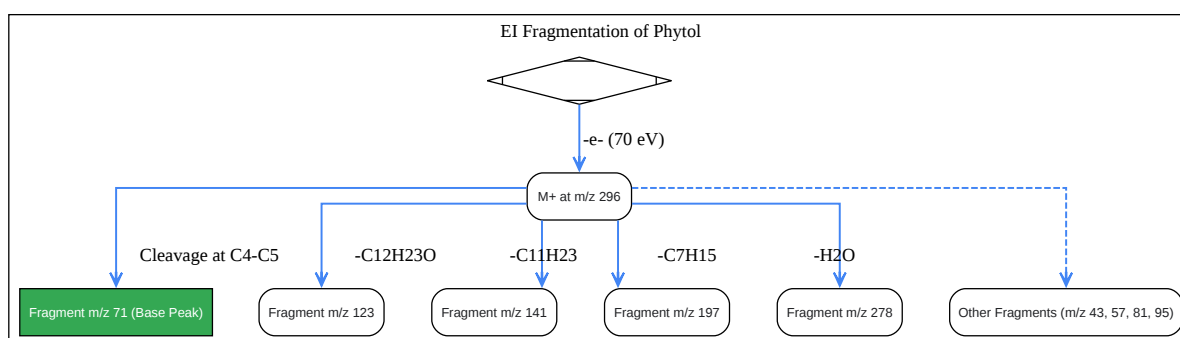 EI Fragmentation of Phytol
-e- (70 eV)
M+ at m/z 296
Cleavage at C4-C5
-C12H23O
-C11H23
-C7H15
-H2O
Fragment m/z 71 (Base Peak)
Fragment m/z 123
Fragment m/z 141
Fragment m/z 197
Fragment m/z 278
Other Fragments (m/z 43, 57, 81, 95)